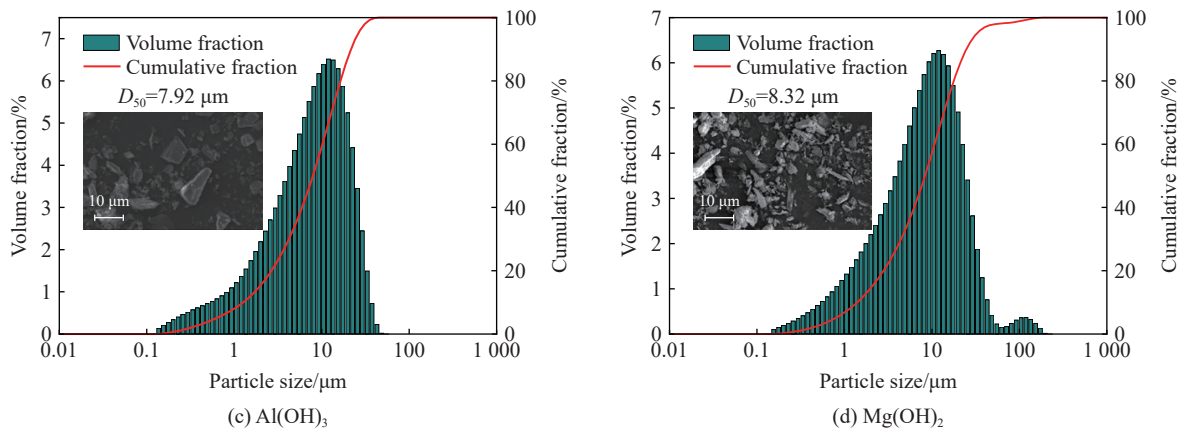 7
6
5
4
3
2
1
0
Volume fraction/%
Volume fraction
Cumulative fraction
D₅₀=7.92 μm
10 μm
100
80
60
40
20
0
Cumulative fraction/%
0.01 0.1 1 10 100 1 000
Particle size/μm
(c) Al(OH)₃
7
6
5
4
3
2
1
0
Volume fraction/%
Volume fraction
Cumulative fraction
D₅₀=8.32 μm
10 μm
100
80
60
40
20
0
Cumulative fraction/%
0.01 0.1 1 10 100 1 000
Particle size/μm
(d) Mg(OH)₂